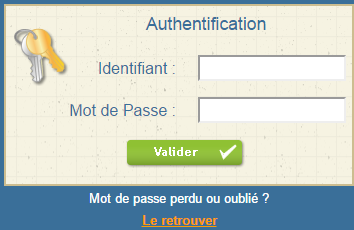 Authentification
Identifiant :
Mot de Passe :
Valider
Mot de passe perdu ou oublié ?
Le retrouver